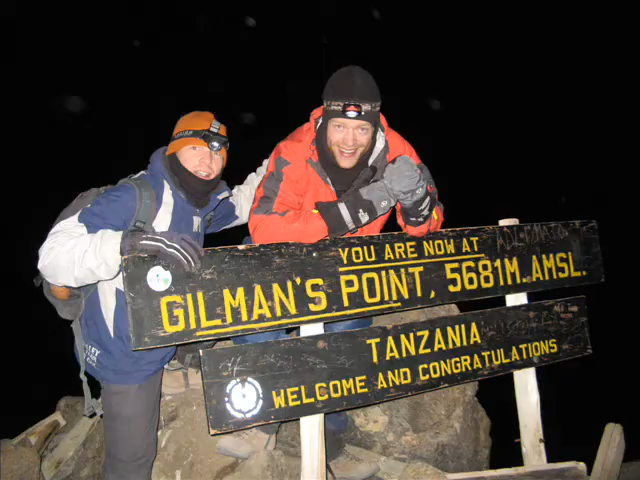 YOU ARE NOW AT
GILMAN'S POINT, 5681M. AMSL.
TANZANIA
WELCOME AND CONGRATULATIONS